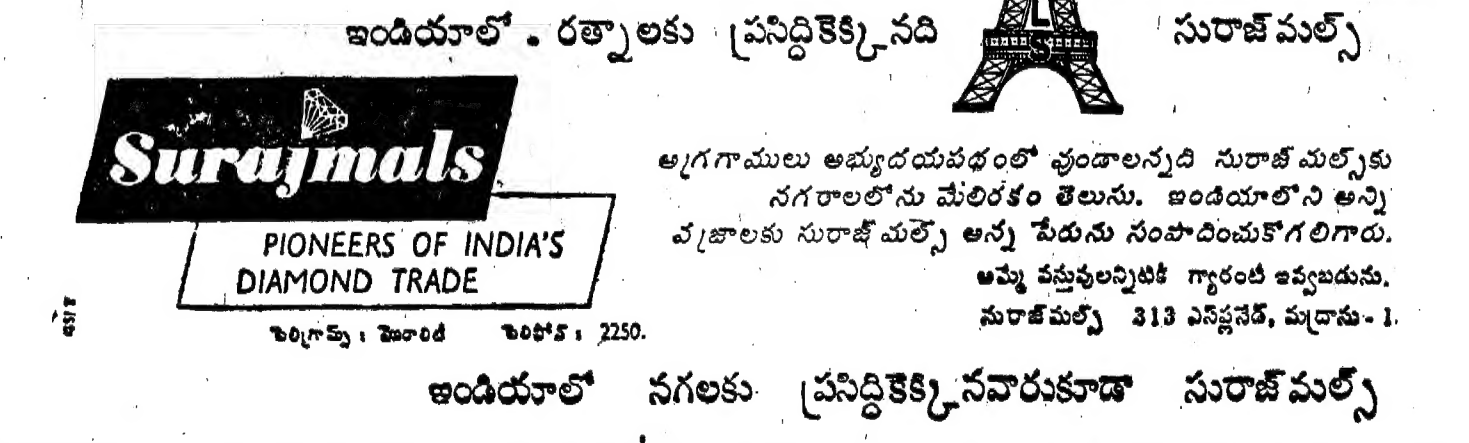 L
S
ఇండియాలో . రత్నాలకు ప్రసిద్ధికెక్కినది సురాజ్‌మల్స్
Surajmals
PIONEERS OF INDIA'S
DIAMOND TRADE
అగ్రగాములు అభ్యుదయపథంలో వుండాలన్నది సురాజ్‌మల్స్‌కు
నగరాలలోను మేలిరకం తెలుసు. ఇండియాలోని అన్ని
వజ్రాలకు సురాజ్‌మల్స్ అన్న పేరును సంపాదించుకోగలిగారు.
అమ్మే వస్తువులన్నిటికీ గ్యారంటీ ఇవ్వబడును.
సురాజ్‌మల్స్ 313 ఎస్‌ప్లనేడ్, మద్రాసు - 1.
టెలిగ్రామ్స్ : మొరాలిటీ టెలిఫోన్ : 2250.
ఇండియాలో నగలకు ప్రసిద్ధికెక్కినవారుకూడా సురాజ్‌మల్స్